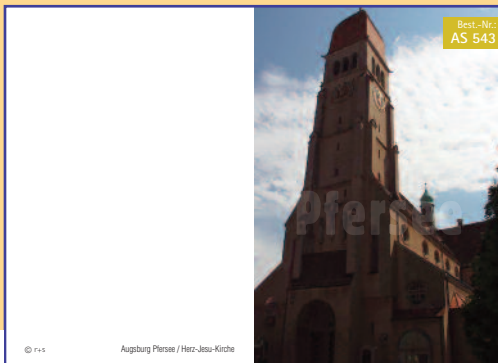 Best.-Nr.:
AS 543
Pfersee
© r+s
Augsburg Pfersee / Herz-Jesu-Kirche